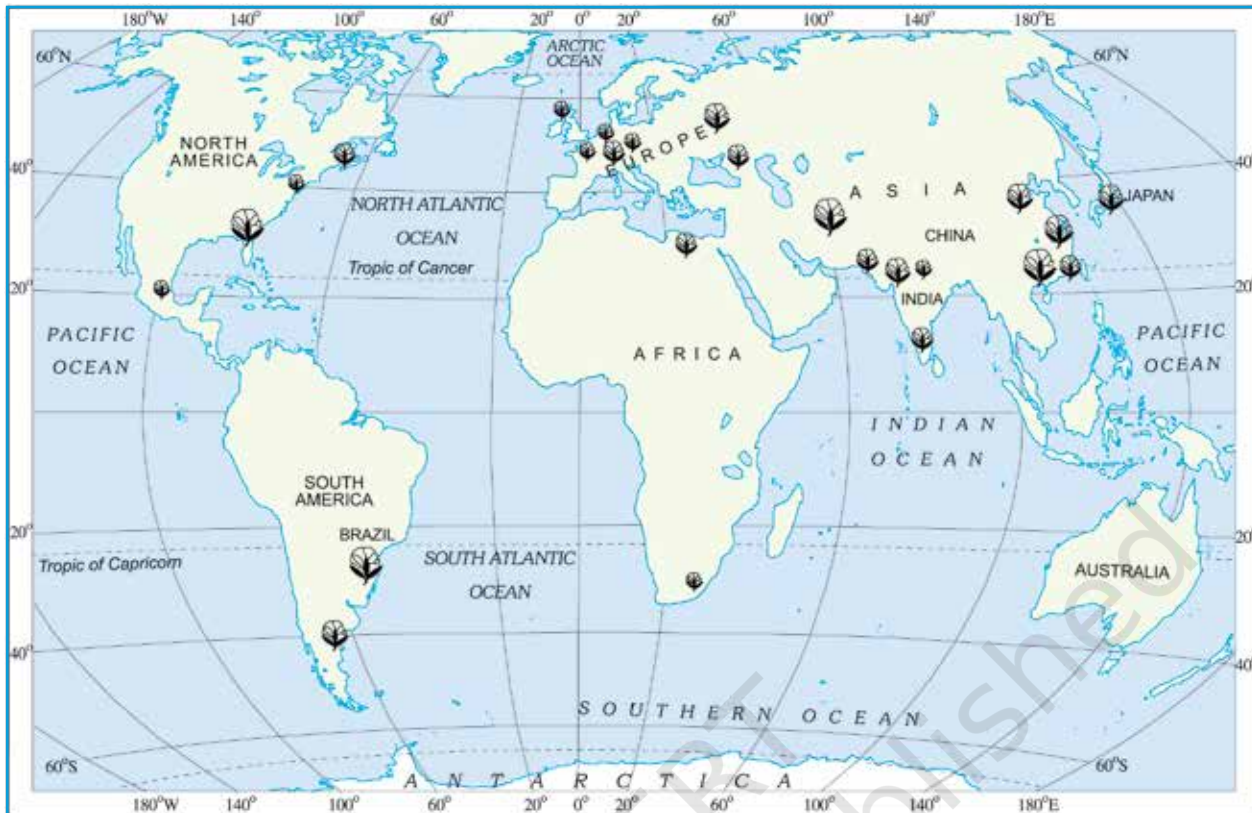 180°W 140° 100° 60° 20° 0° 20° 60° 100° 140° 180°E
60°N
ARCTIC
OCEAN
60°N
NORTH
AMERICA
EUROPE
40°
40°
ASIA
JAPAN
NORTH ATLANTIC
OCEAN
CHINA
Tropic of Cancer
20°
20°
INDIA
PACIFIC
OCEAN
AFRICA
PACIFIC
OCEAN
INDIAN
OCEAN
SOUTH
AMERICA
BRAZIL
20°
20°
Tropic of Capricorn
SOUTH ATLANTIC
OCEAN
AUSTRALIA
40°
40°
SOUTHERN OCEAN
60°S
60°S
ANTARCTICA
180°W 140° 100° 60° 20° 0° 20° 60° 100° 140° 180°E